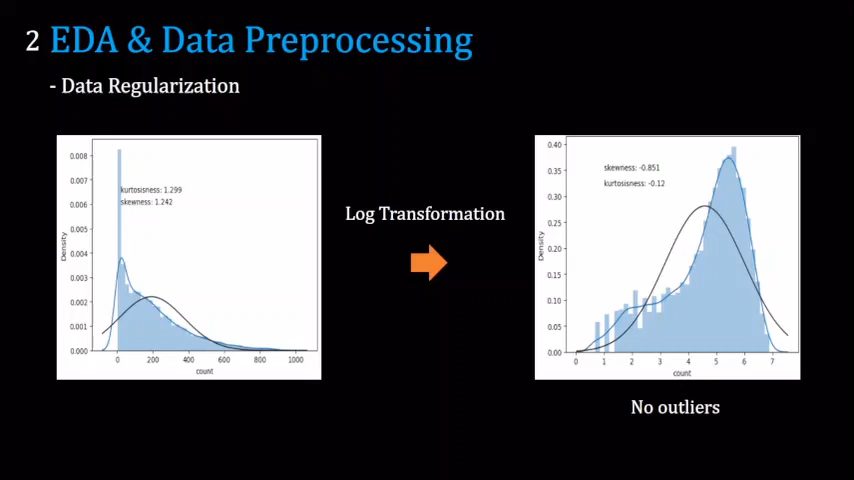 2 EDA & Data Preprocessing
- Data Regularization
0.008
0.007
0.006
0.005
0.004
0.003
0.002
0.001
0.000
Density
kurtosisness: 1.299
skewness: 1.242
0 200 400 600 800 1000
count
Log Transformation
0.40
0.35
0.30
0.25
0.20
0.15
0.10
0.05
0.00
Density
skewness: -0.851
kurtosisness: -0.12
0 1 2 3 4 5 6 7
count
No outliers